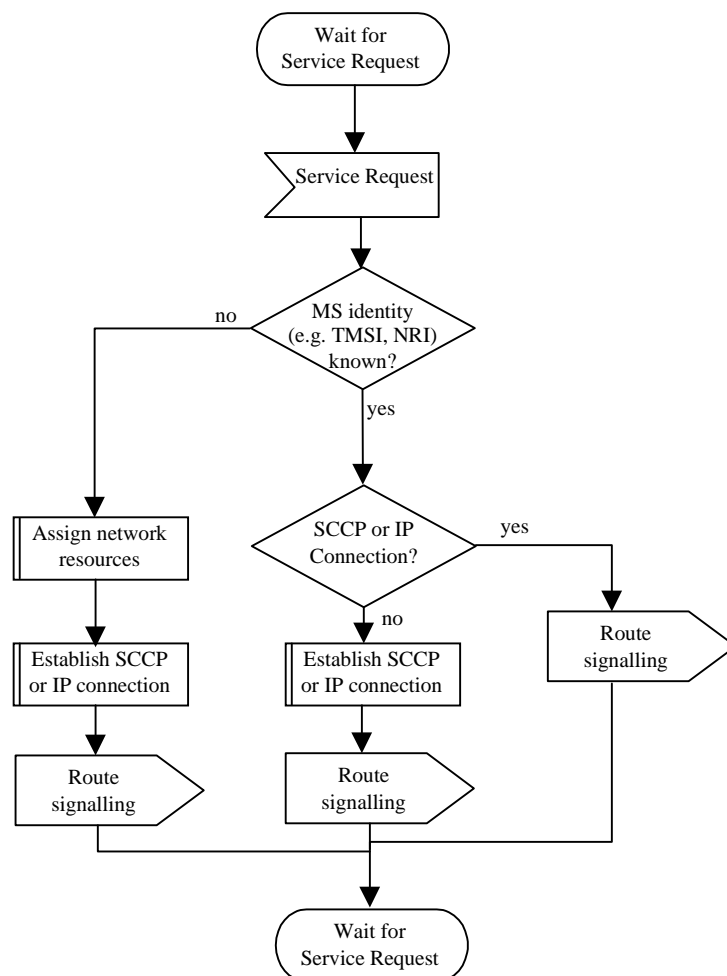 Wait for
Service Request
Service Request
MS identity
(e.g. TMSI, NRI)
known?
no
yes
SCCP or IP
Connection?
yes
no
Assign network
resources
Establish SCCP
or IP connection
Route
signalling
Establish SCCP
or IP connection
Route
signalling
Route
signalling
Wait for
Service Request